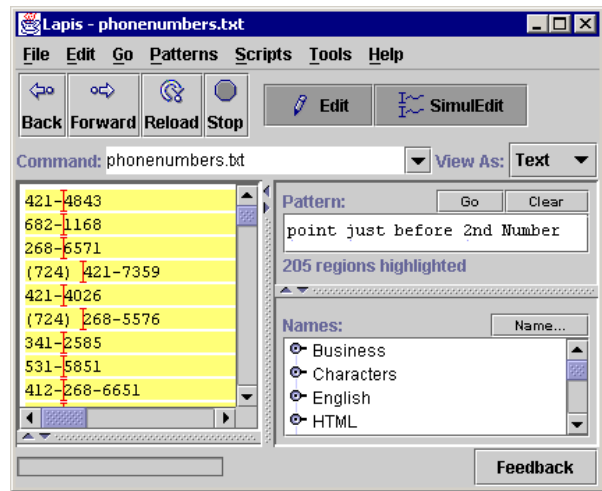 Lapis - phonenumbers.txt
File Edit Go Patterns Scripts Tools Help
Back Forward Reload Stop Edit SimulEdit
Command: phonenumbers.txt View As: Text
421-4843
682-1168
268-6571
(724) 421-7359
421-4026
(724) 268-5576
341-2585
531-5851
412-268-6651
Pattern: Go Clear
point just before 2nd Number
205 regions highlighted
Names: Name...
Business
Characters
English
HTML
Feedback